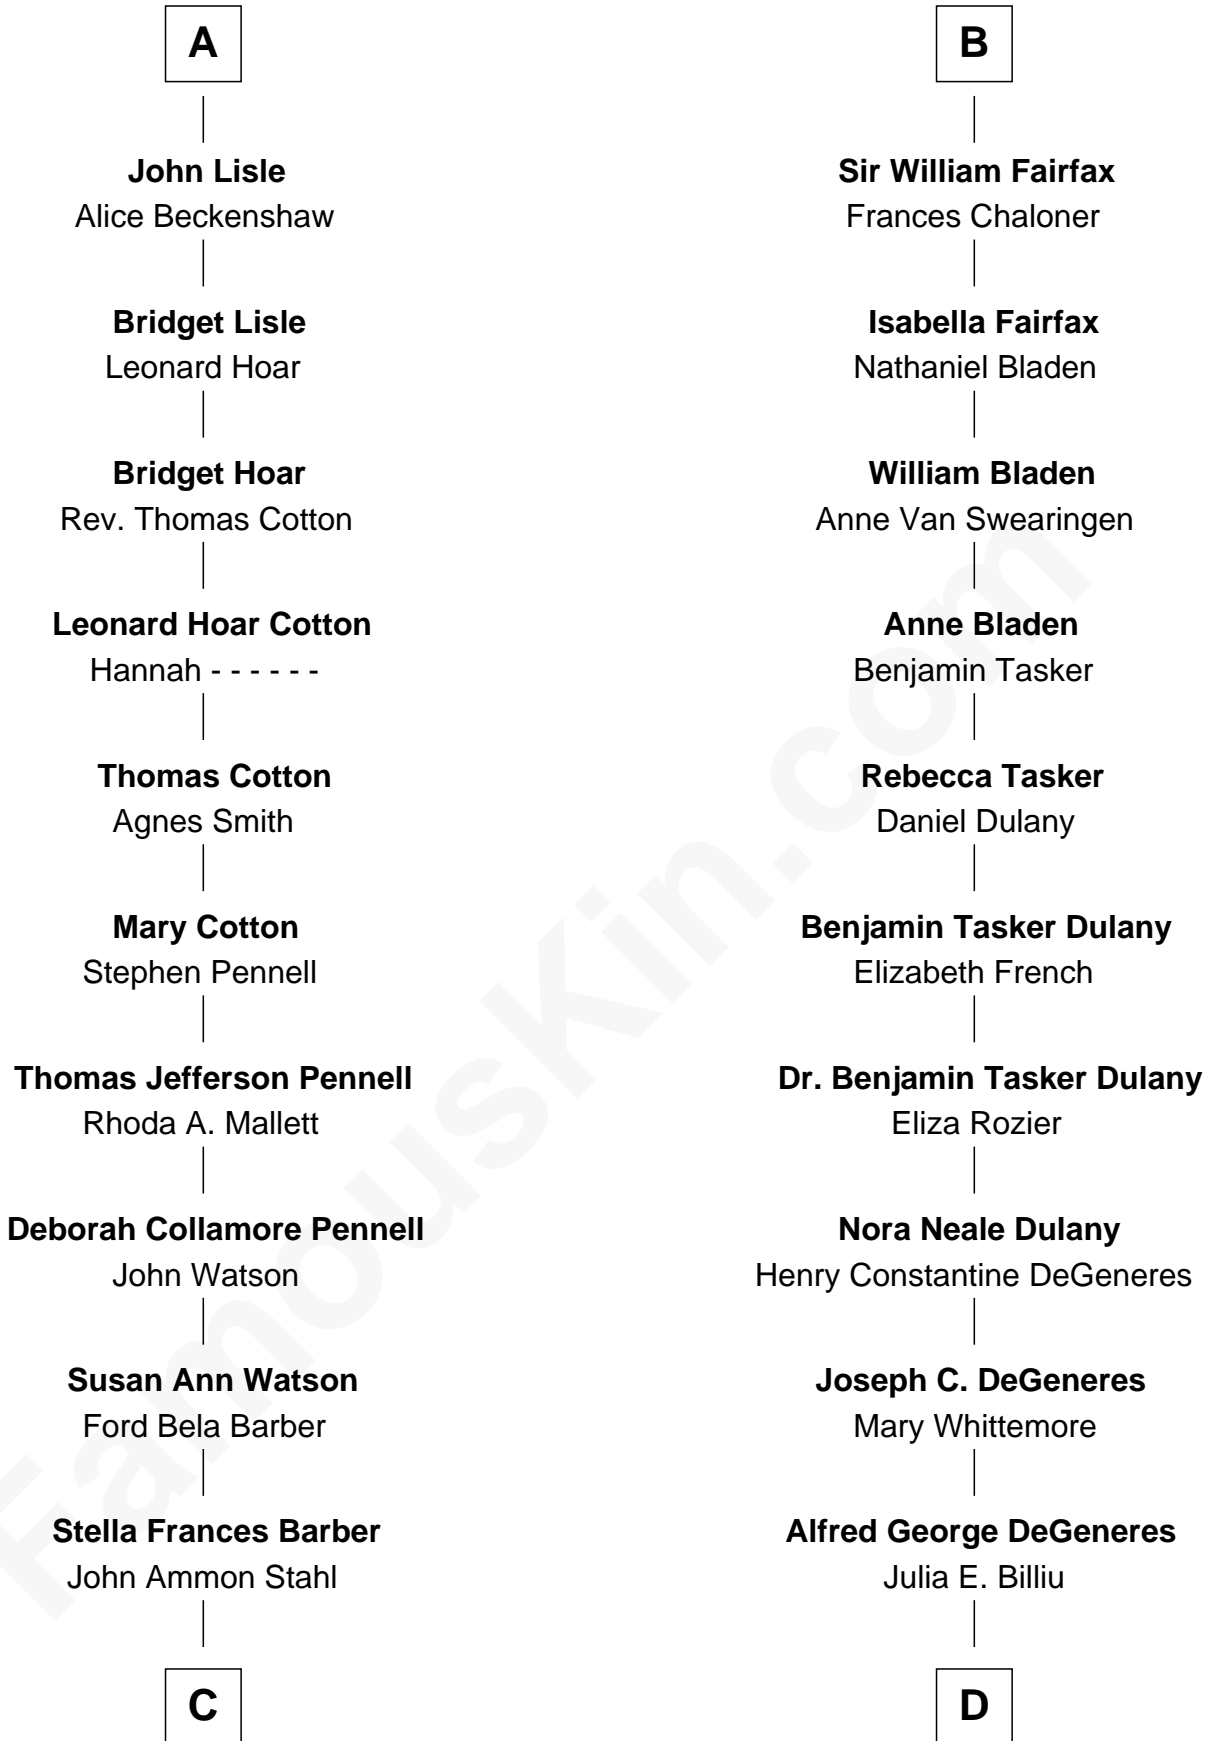 A
John Lisle
Alice Beckenshaw
Bridget Lisle
Leonard Hoar
Bridget Hoar
Rev. Thomas Cotton
Leonard Hoar Cotton
Hannah - - - - - -
Thomas Cotton
Agnes Smith
Mary Cotton
Stephen Pennell
Thomas Jefferson Pennell
Rhoda A. Mallett
Deborah Collamore Pennell
John Watson
Susan Ann Watson
Ford Bela Barber
Stella Frances Barber
John Ammon Stahl
C
B
Sir William Fairfax
Frances Chaloner
Isabella Fairfax
Nathaniel Bladen
William Bladen
Anne Van Swearingen
Anne Bladen
Benjamin Tasker
Rebecca Tasker
Daniel Dulany
Benjamin Tasker Dulany
Elizabeth French
Dr. Benjamin Tasker Dulany
Eliza Rozier
Nora Neale Dulany
Henry Constantine DeGeneres
Joseph C. DeGeneres
Mary Whittemore
Alfred George DeGeneres
Julia E. Billiu
D
FamousKin.com